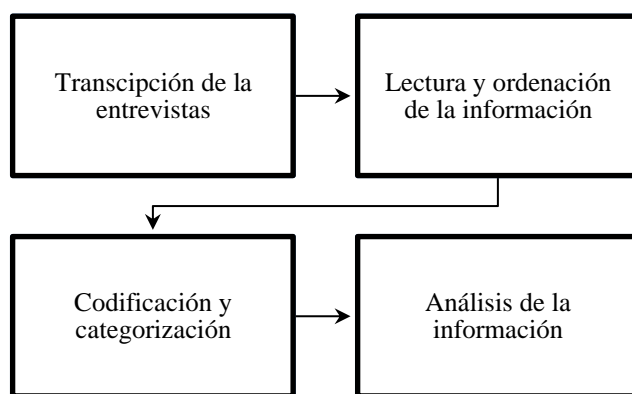 Transcipción de la
entrevistas
Lectura y ordenación
de la información
Codificación y
categorización
Análisis de la
información